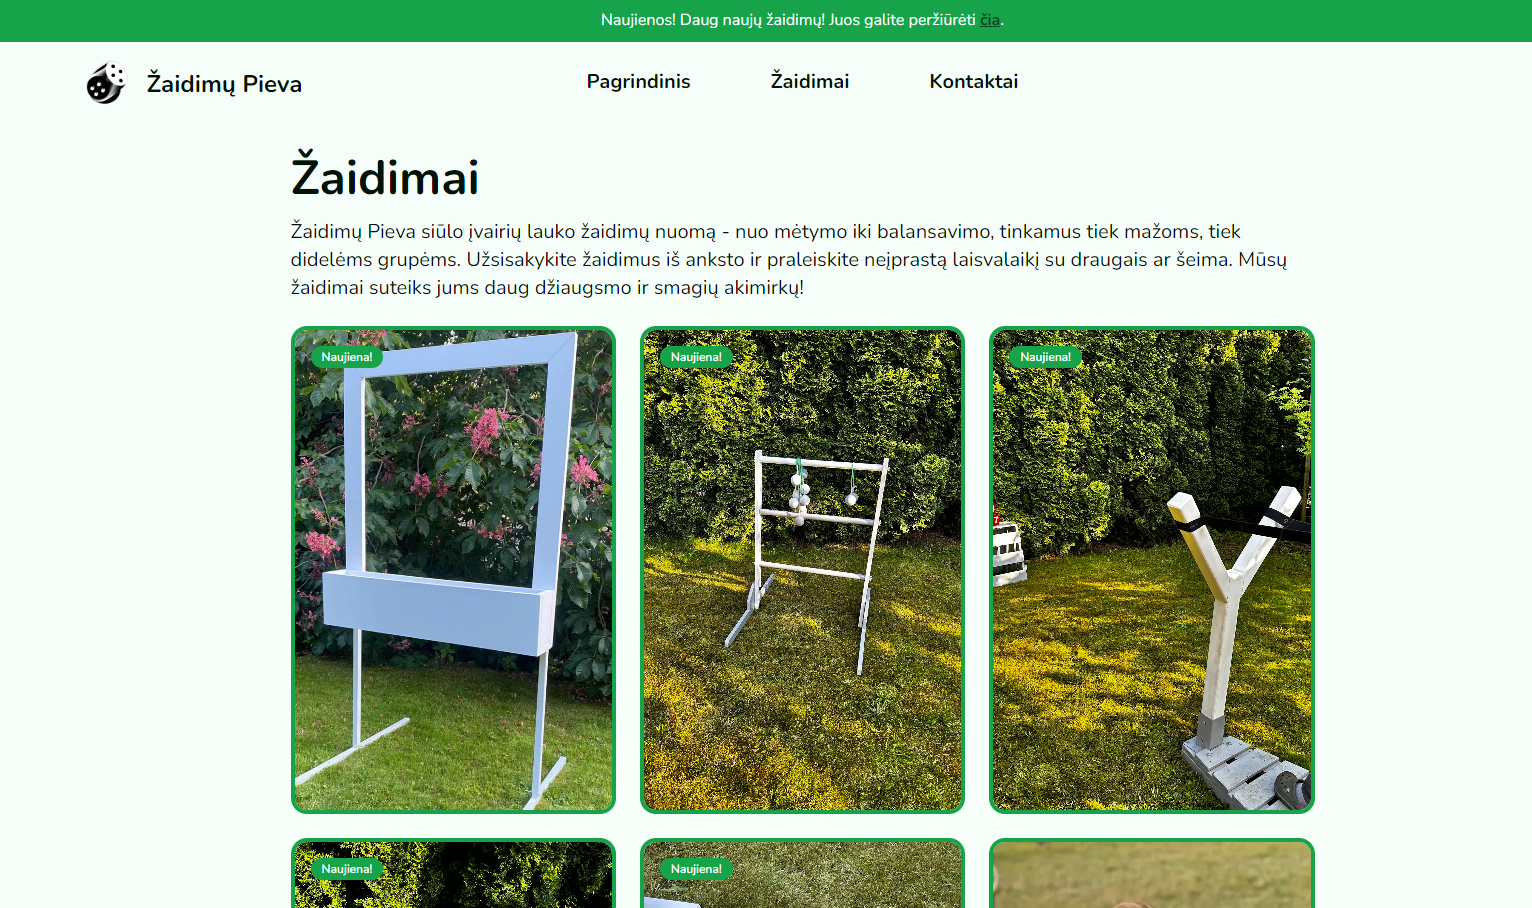 Naujienos! Daug naujų žaidimų! Juos galite peržiūrėti čia.
Žaidimų Pieva
Pagrindinis
Žaidimai
Kontaktai
Žaidimai
Žaidimų Pieva siūlo įvairių lauko žaidimų nuomą - nuo mėtymo iki balansavimo, tinkamus tiek mažoms, tiek
didelėms grupėms. Užsisakykite žaidimus iš anksto ir praleiskite neįprastą laisvalaikį su draugais ar šeima. Mūsų
žaidimai suteiks jums daug džiaugsmo ir smagių akimirkų!
Naujiena!
Naujiena!
Naujiena!
Naujiena!
Naujiena!